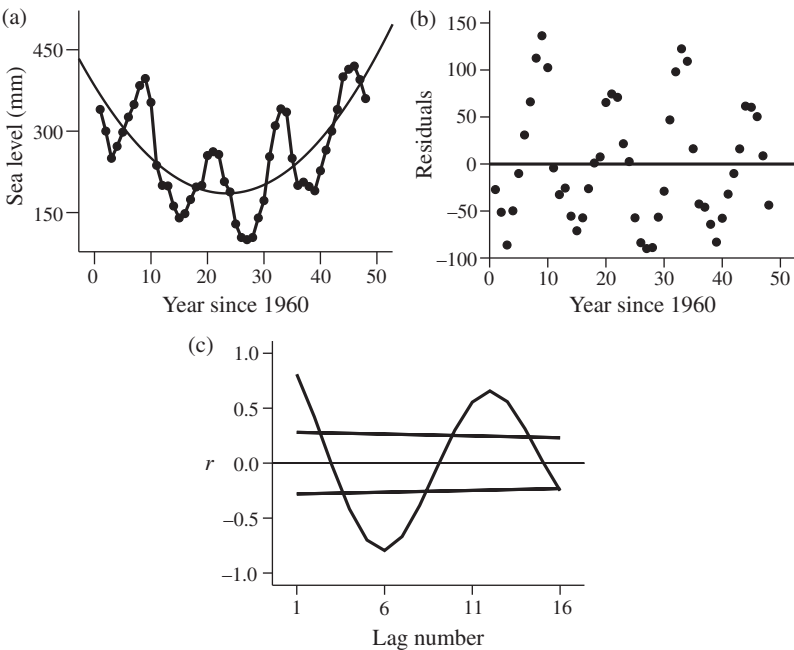 (a)
Sea level (mm)
450
300
150
0 10 20 30 40 50
Year since 1960
(b)
Residuals
150
100
50
0
−50
−100
0 10 20 30 40 50
Year since 1960
(c)
r
1.0
0.5
0.0
−0.5
−1.0
1 6 11 16
Lag number